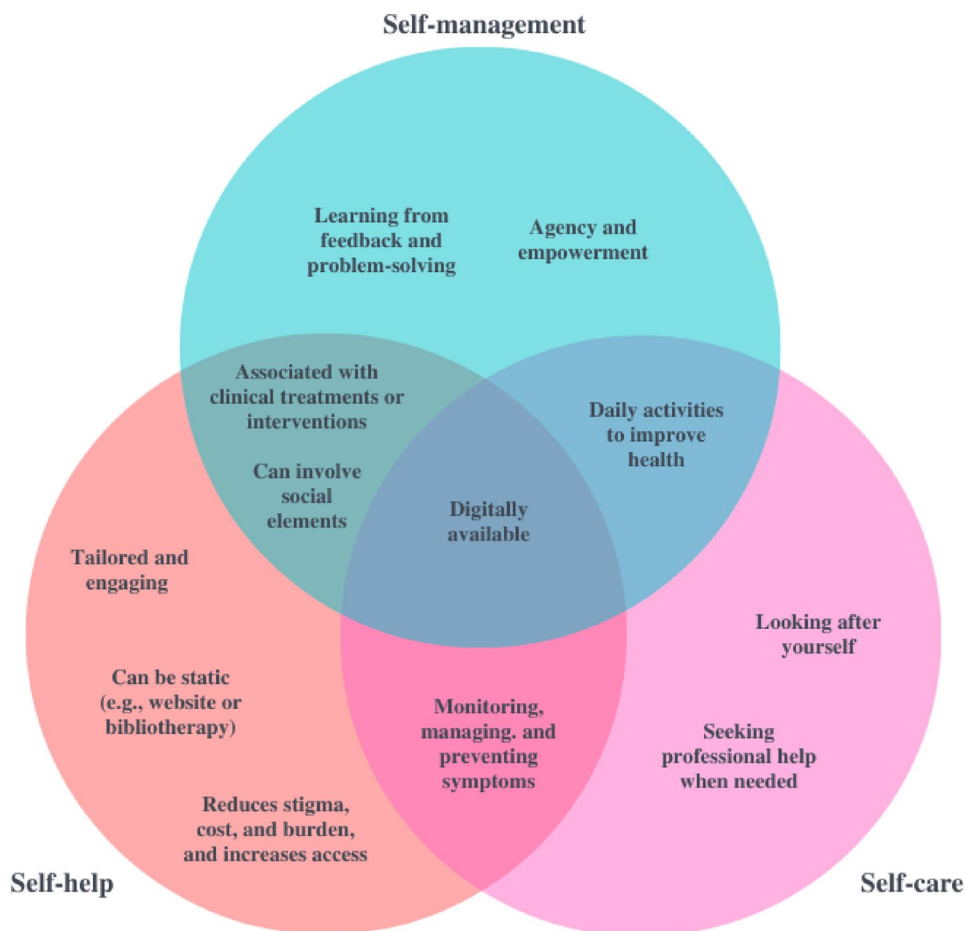 Self-management
Learning from
feedback and
problem-solving
Agency and
empowerment
Associated with
clinical treatments or
interventions
Can involve
social
elements
Daily activities
to improve
health
Digitally
available
Tailored and
engaging
Can be static
(e.g., website or
bibliotherapy)
Reduces stigma,
cost, and burden,
and increases access
Monitoring,
managing. and
preventing
symptoms
Looking after
yourself
Seeking
professional help
when needed
Self-help
Self-care